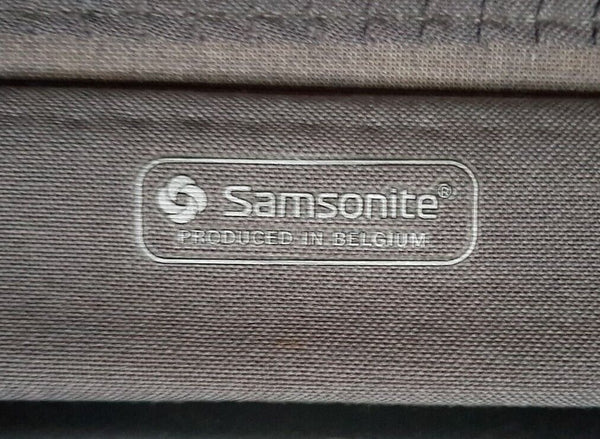 Samsonite®
PRODUCED IN BELGIUM